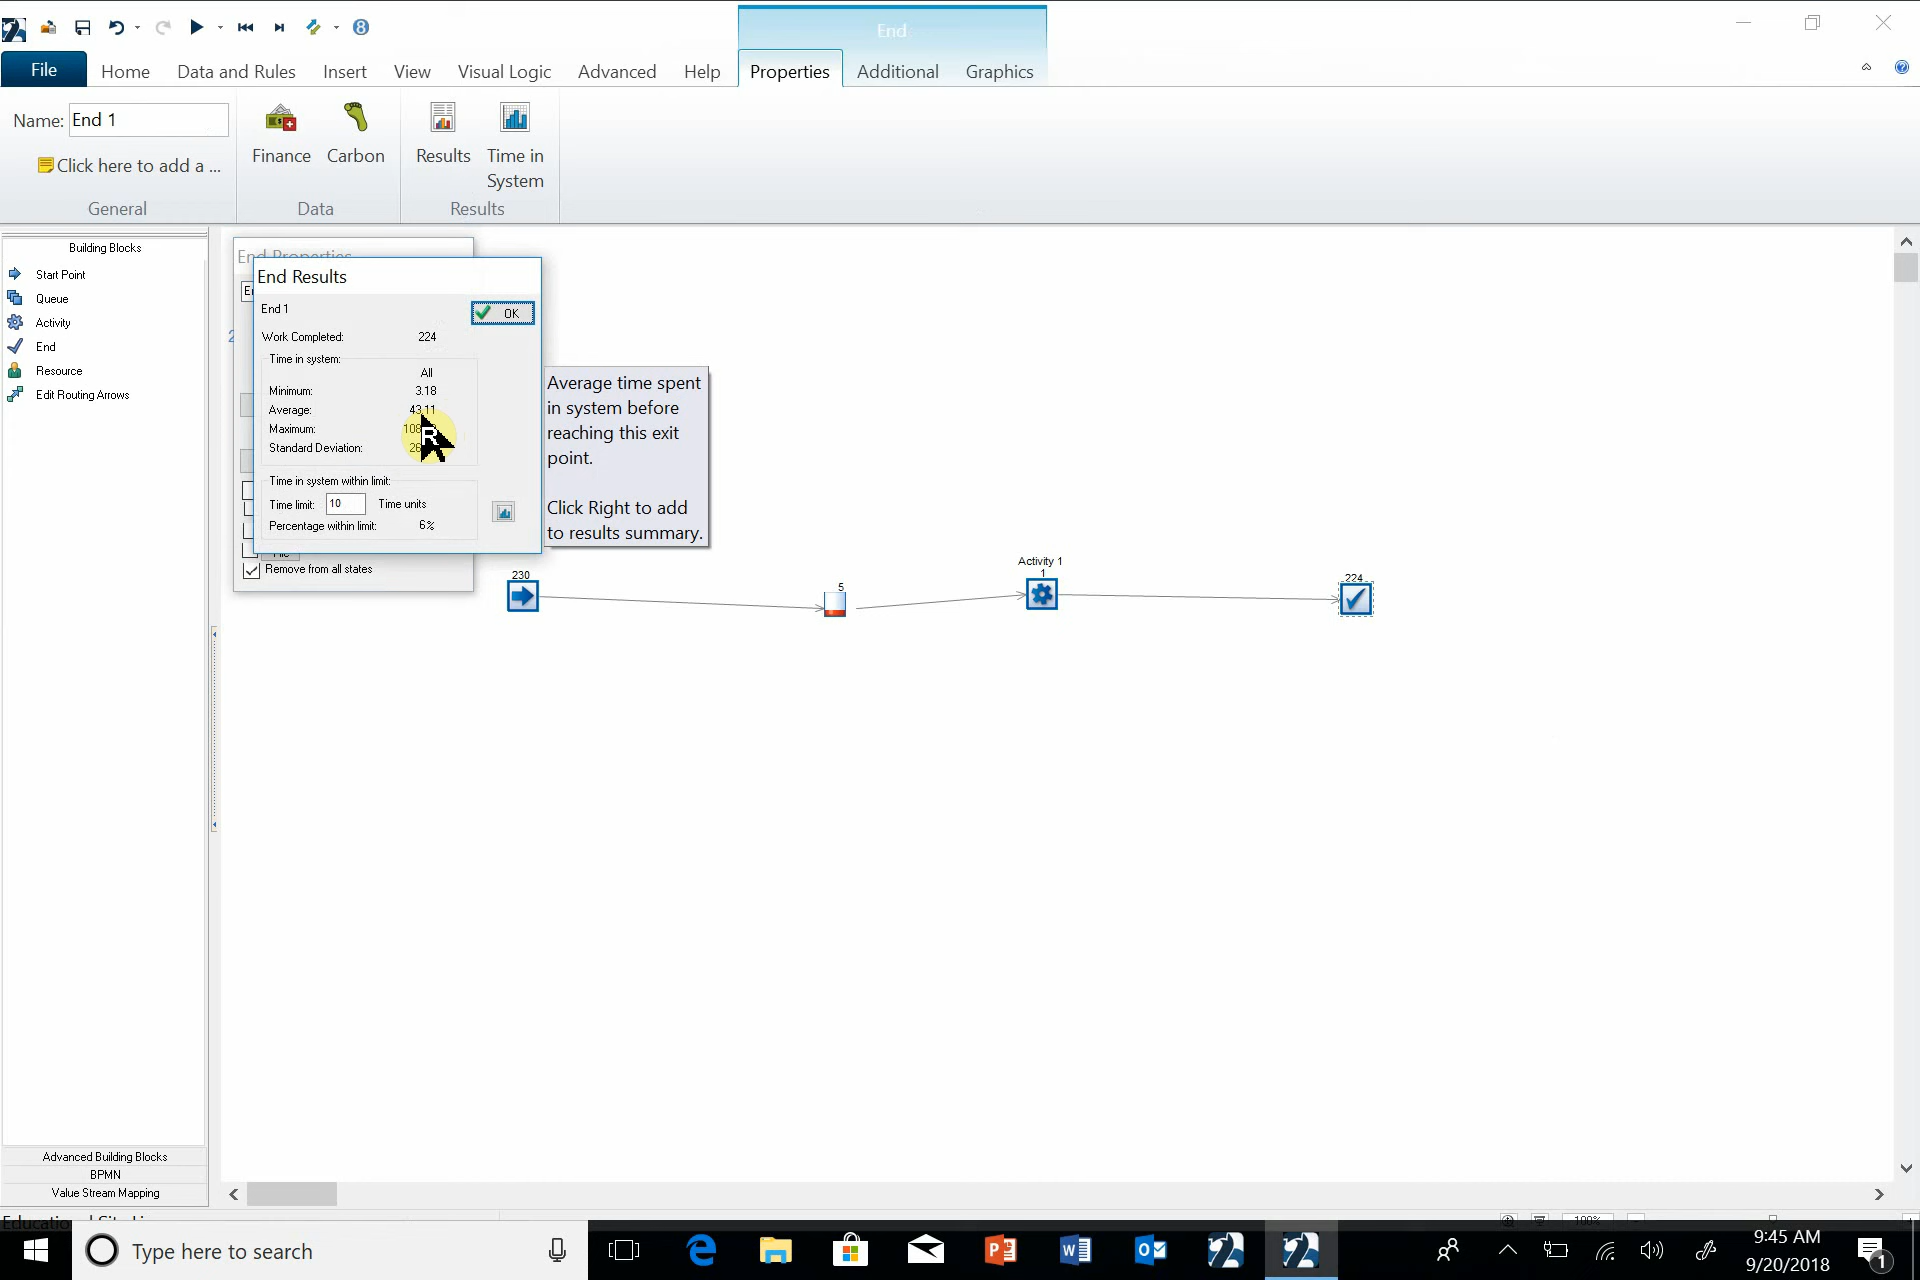 End
File
Home
Data and Rules
Insert
View
Visual Logic
Advanced
Help
Properties
Additional
Graphics
Name: End 1
Click here to add a ...
General
Finance
Carbon
Data
Results
Time in
System
Results
Building Blocks
Start Point
Queue
Activity
End
Resource
Edit Routing Arrows
End Properties
End Results
End 1
OK
Work Completed: 224
Time in system:
All
Minimum: 3.18
Average: 43.11
Maximum:
Standard Deviation:
Time in system within limit:
Time limit: 10 Time units
Percentage within limit: 6%
Remove from all states
Average time spent
in system before
reaching this exit
point.
Click Right to add
to results summary.
R
230
5
Activity 1
1
224
Advanced Building Blocks
BPMN
Value Stream Mapping
100%
Type here to search
9:45 AM
9/20/2018
1